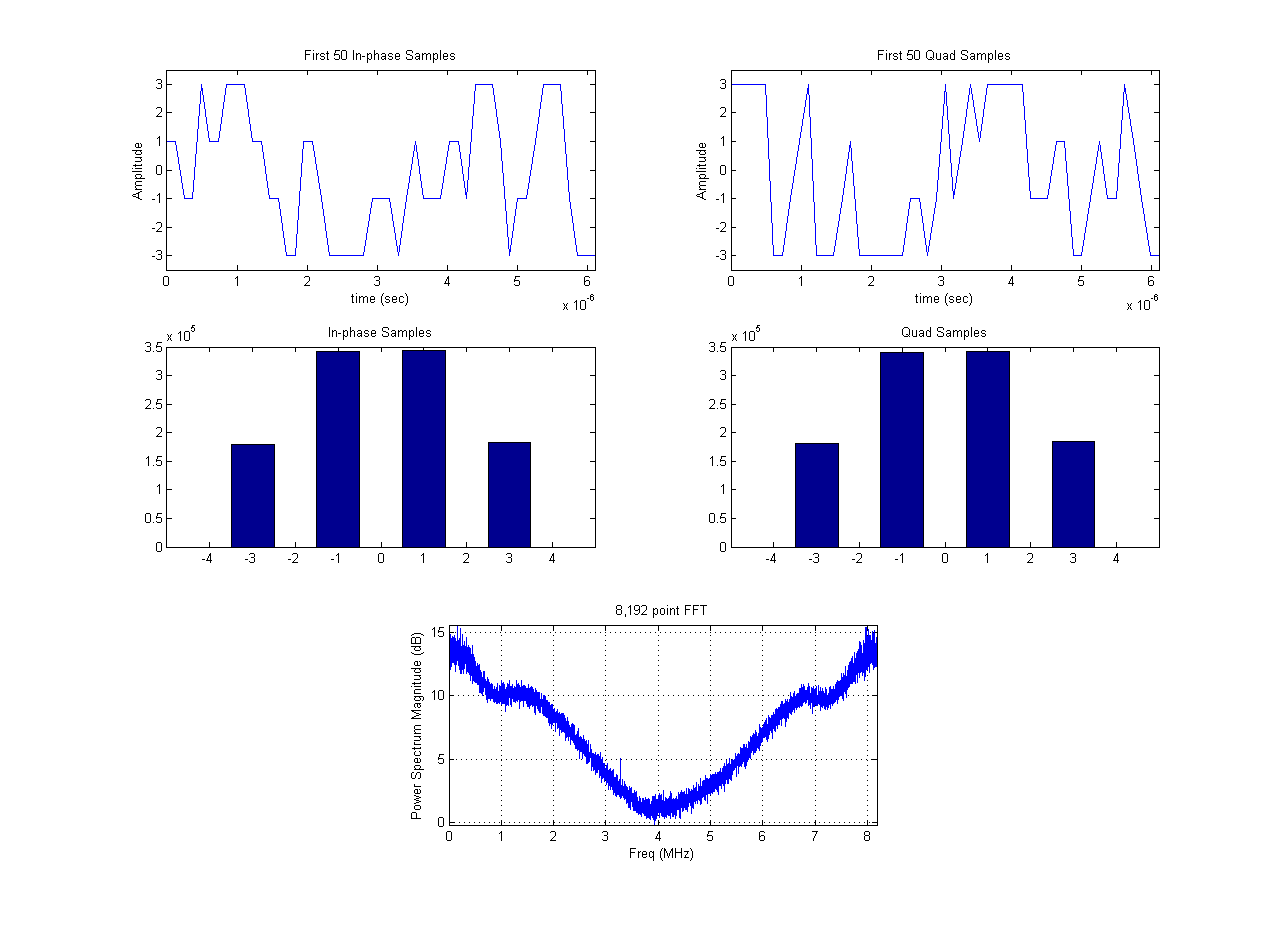 First 50 In-phase Samples
3
2
1
0
-1
-2
-3
Amplitude
0 1 2 3 4 5 6
time (sec)
x 10-6
First 50 Quad Samples
3
2
1
0
-1
-2
-3
Amplitude
0 1 2 3 4 5 6
time (sec)
x 10-6
In-phase Samples
x 10^5
3.5
3
2.5
2
1.5
1
0.5
0
-4 -3 -2 -1 0 1 2 3 4
Quad Samples
x 10^5
3.5
3
2.5
2
1.5
1
0.5
0
-4 -3 -2 -1 0 1 2 3 4
8,192 point FFT
15
10
5
0
Power Spectrum Magnitude (dB)
0 1 2 3 4 5 6 7 8
Freq (MHz)